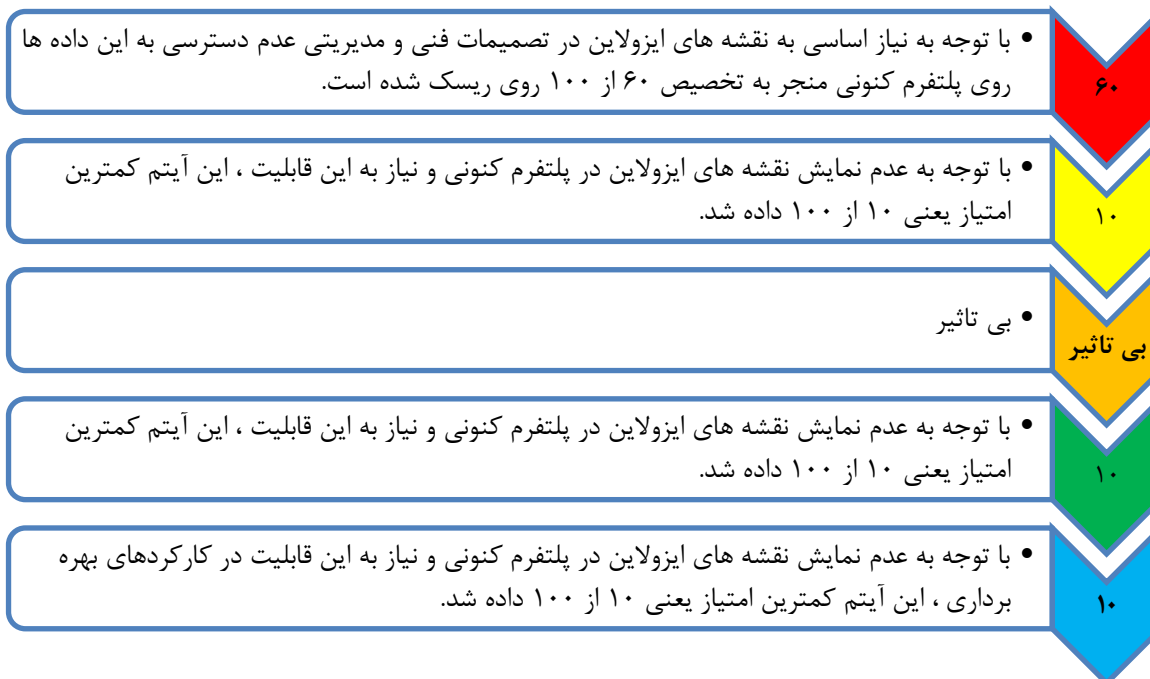 • با توجه به نیاز اساسی به نقشه های ایزولاین در تصمیمات فنی و مدیریتی عدم دسترسی به این داده ها
روی پلتفرم کنونی منجر به تخصیص ۶۰ از ۱۰۰ روی ریسک شده است.
۶۰
• با توجه به عدم نمایش نقشه های ایزولاین در پلتفرم کنونی و نیاز به این قابلیت ، این آیتم کمترین
امتیاز یعنی ۱۰ از ۱۰۰ داده شد.
۱۰
• بی تاثیر
بی تاثیر
• با توجه به عدم نمایش نقشه های ایزولاین در پلتفرم کنونی و نیاز به این قابلیت ، این آیتم کمترین
امتیاز یعنی ۱۰ از ۱۰۰ داده شد.
۱۰
• با توجه به عدم نمایش نقشه های ایزولاین در پلتفرم کنونی و نیاز به این قابلیت در کارکردهای بهره
برداری ، این آیتم کمترین امتیاز یعنی ۱۰ از ۱۰۰ داده شد.
۱۰